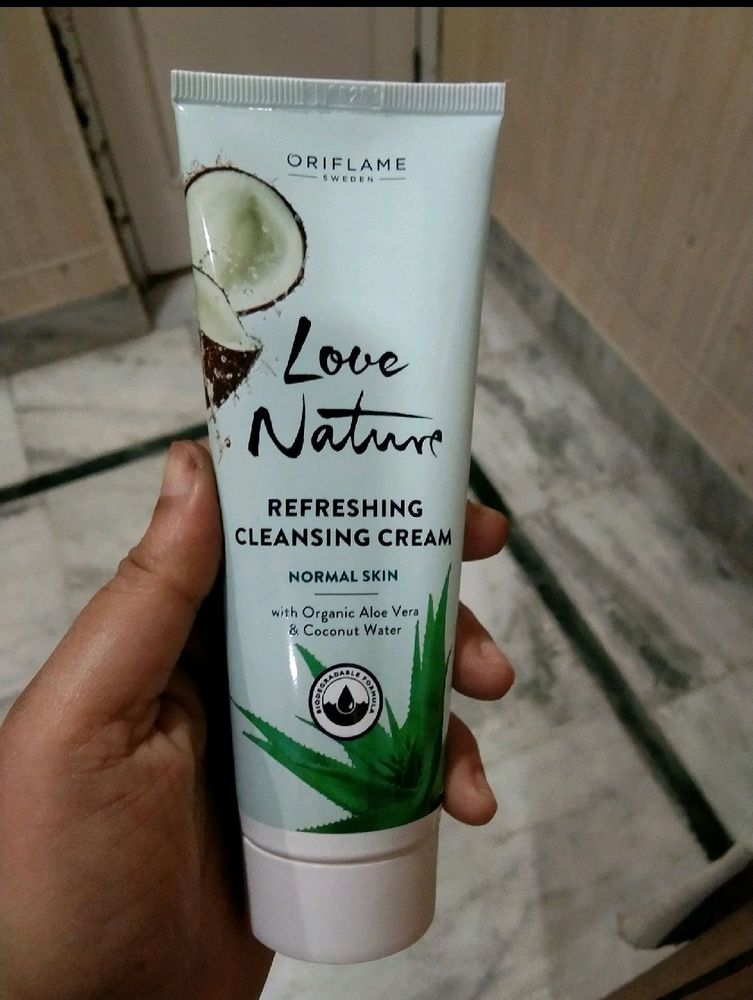 ORIFLAME
SWEDEN
Love
Nature
REFRESHING
CLEANSING CREAM
NORMAL SKIN
with Organic Aloe Vera
& Coconut Water
BIODEGRADABLE FORMULA